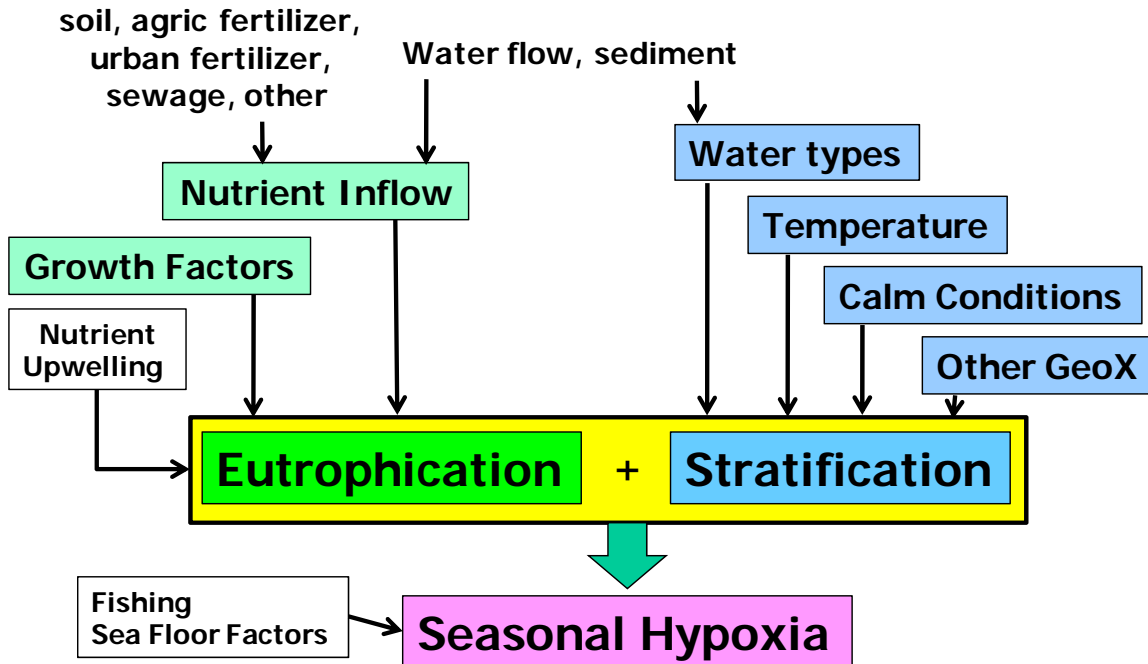 soil, agric fertilizer,
urban fertilizer,
sewage, other
Water flow, sediment
Water types
Nutrient Inflow
Temperature
Growth Factors
Calm Conditions
Nutrient
Upwelling
Other GeoX
Eutrophication + Stratification
Fishing
Sea Floor Factors
Seasonal Hypoxia